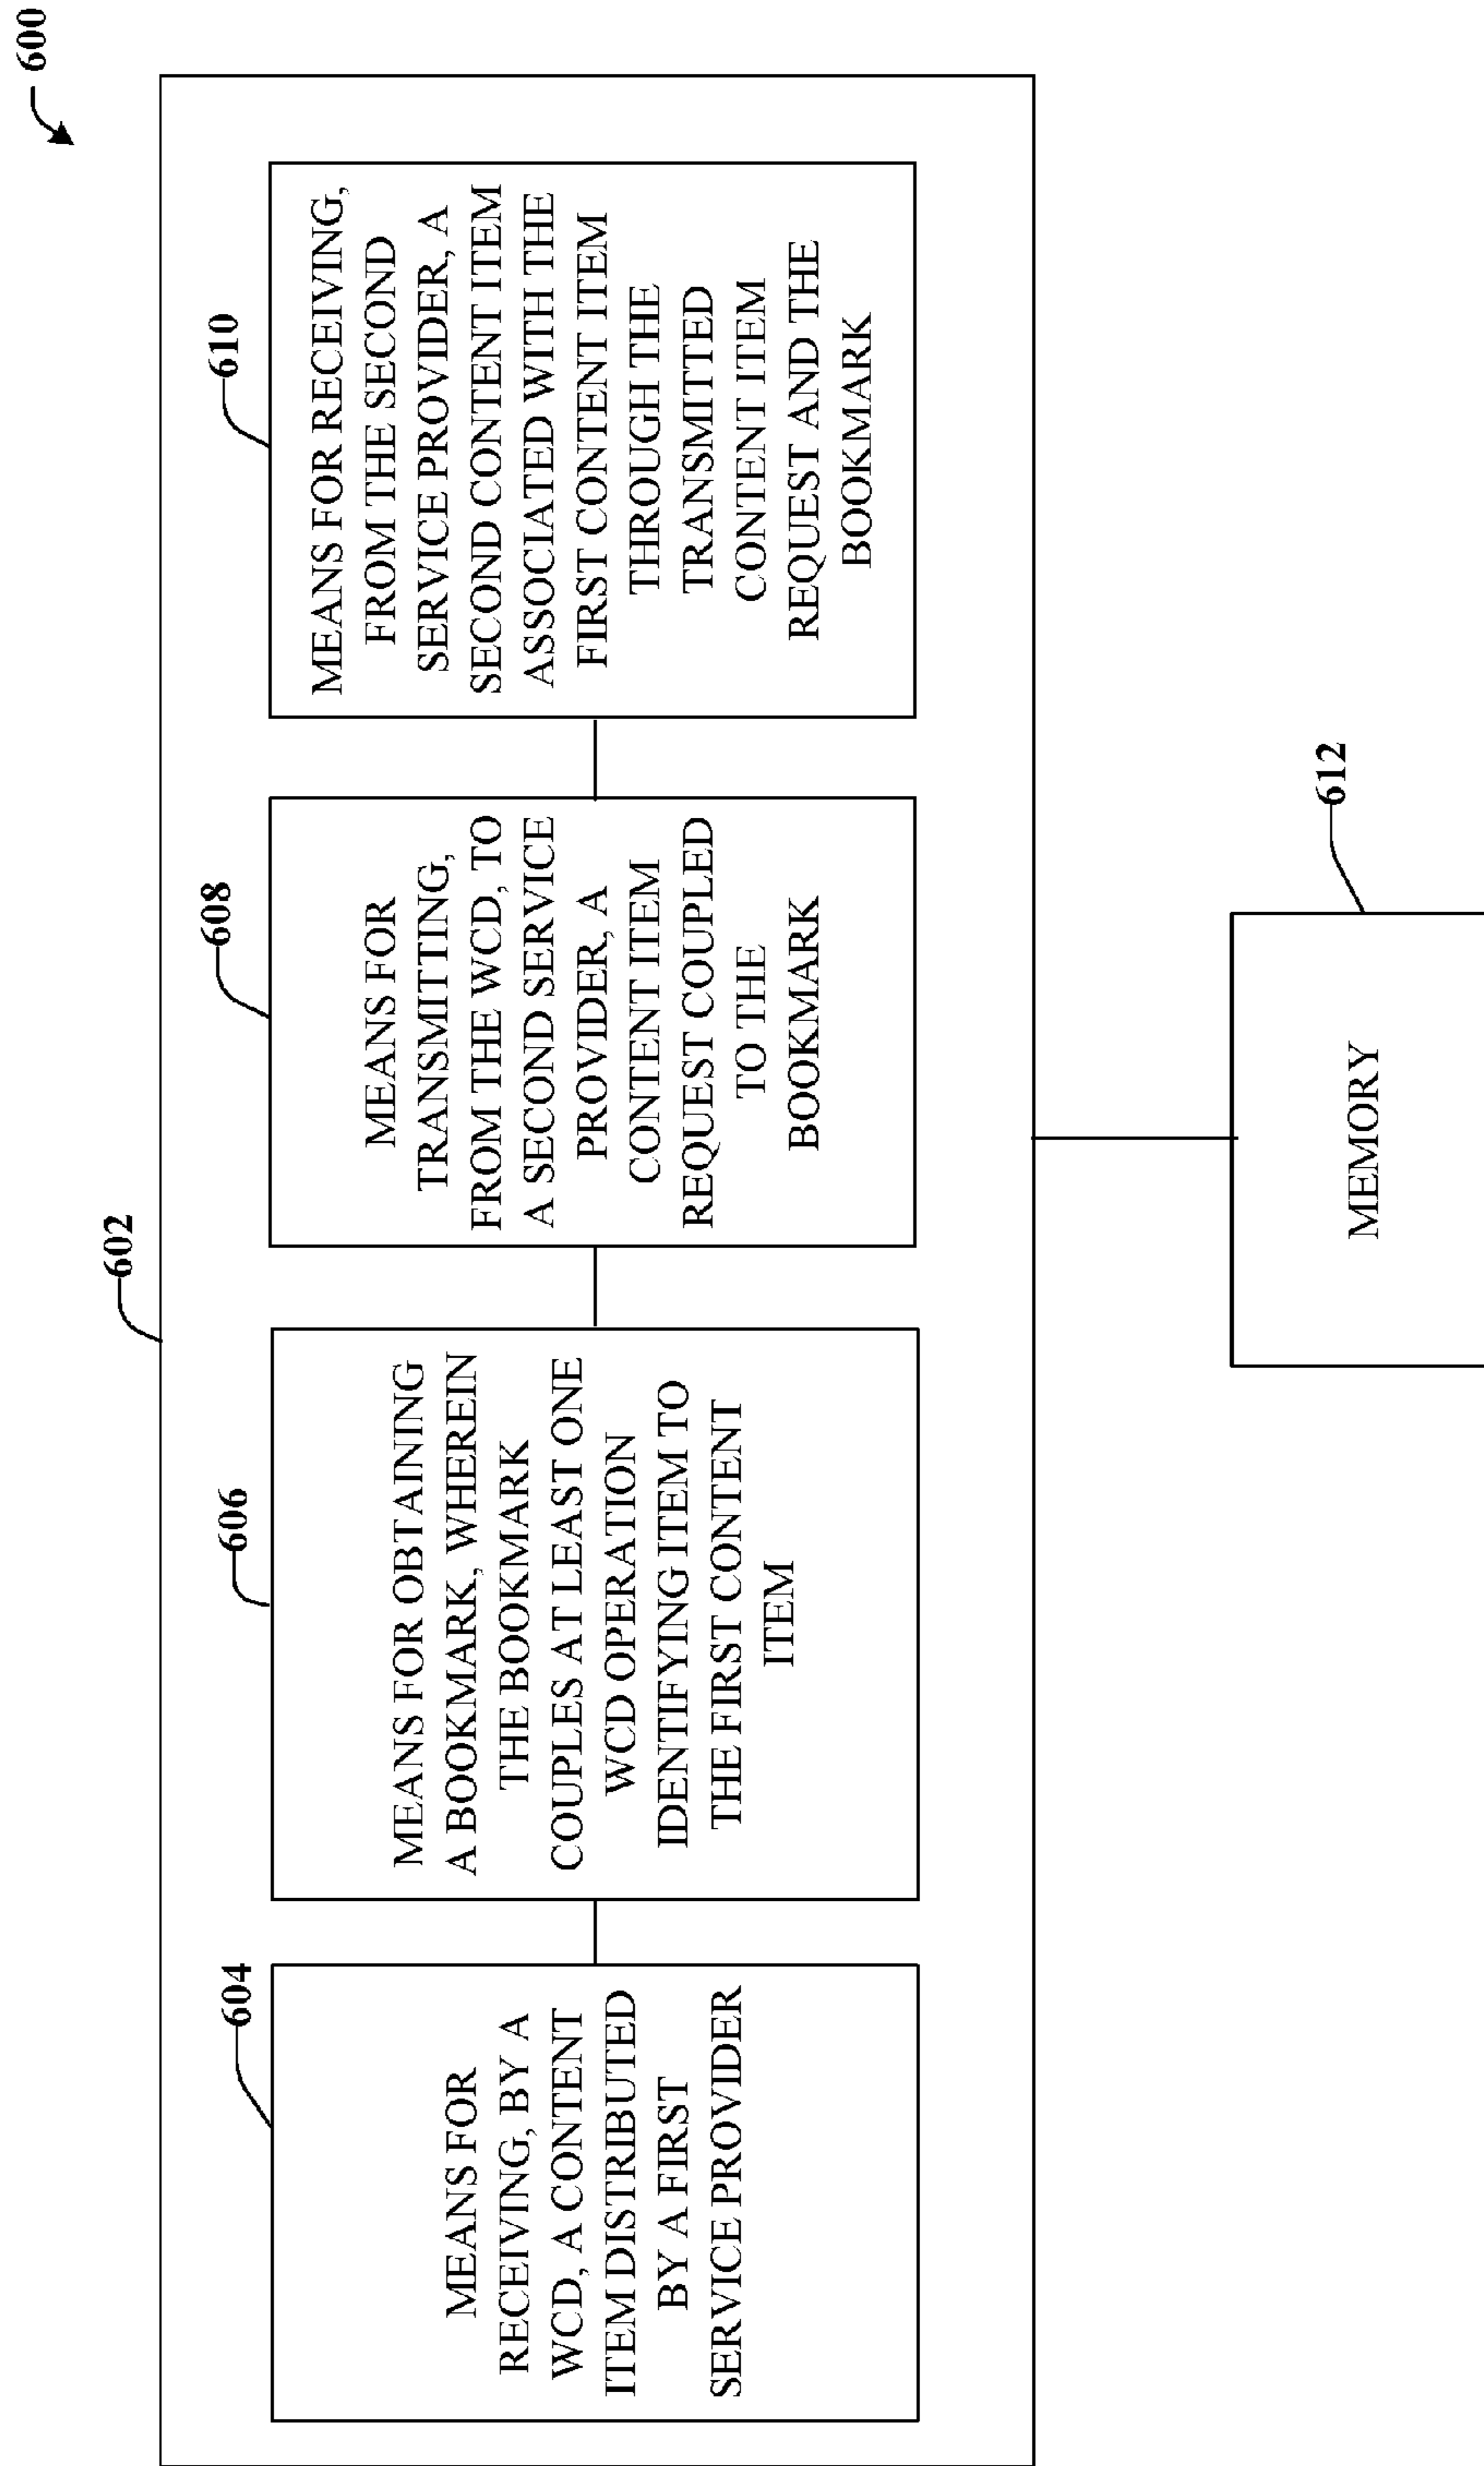 600
602
604
MEANS FOR
RECEIVING, BY A
WCD, A CONTENT
ITEM DISTRIBUTED
BY A FIRST
SERVICE PROVIDER
606
MEANS FOR OBTAINING
A BOOKMARK, WHEREIN
THE BOOKMARK
COUPLES AT LEAST ONE
WCD OPERATION
IDENTIFYING ITEM TO
THE FIRST CONTENT
ITEM
608
MEANS FOR
TRANSMITTING,
FROM THE WCD, TO
A SECOND SERVICE
PROVIDER, A
CONTENT ITEM
REQUEST COUPLED
TO THE
BOOKMARK
610
MEANS FOR RECEIVING,
FROM THE SECOND
SERVICE PROVIDER, A
SECOND CONTENT ITEM
ASSOCIATED WITH THE
FIRST CONTENT ITEM
THROUGH THE
TRANSMITTED
CONTENT ITEM
REQUEST AND THE
BOOKMARK
612
MEMORY